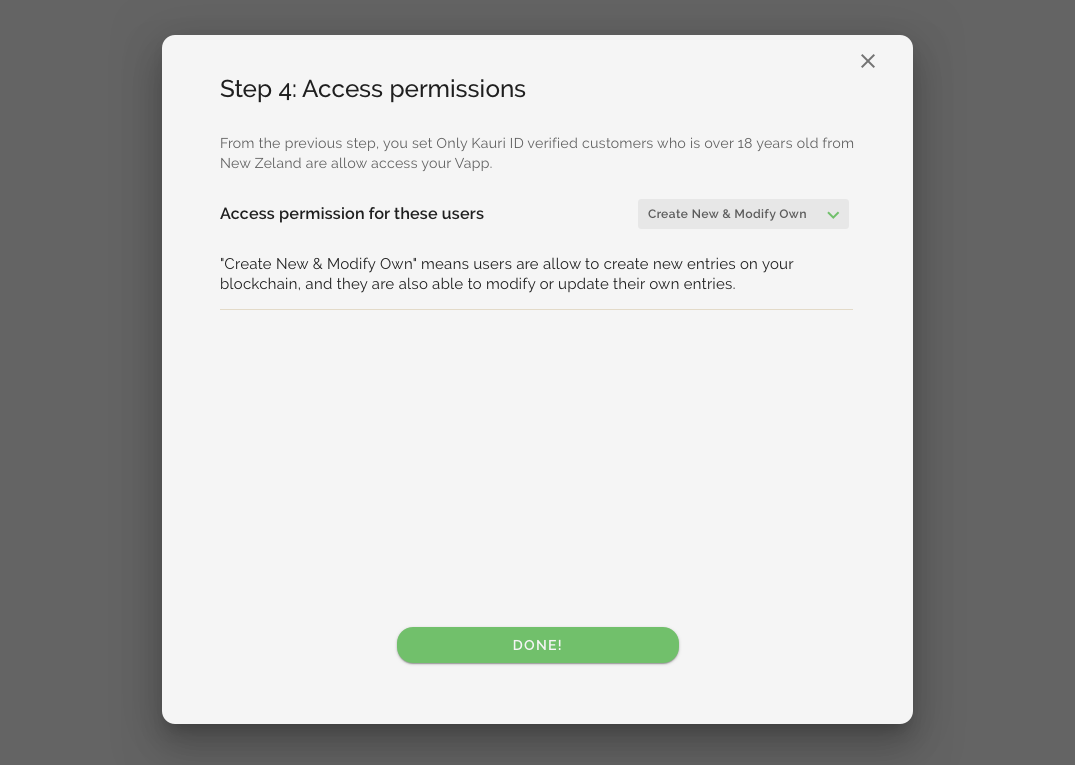 Step 4: Access permissions
From the previous step, you set Only Kauri ID verified customers who is over 18 years old from
New Zeland are allow access your Vapp.
Access permission for these users
Create New & Modify Own
"Create New & Modify Own" means users are allow to create new entries on your
blockchain, and they are also able to modify or update their own entries.
DONE!